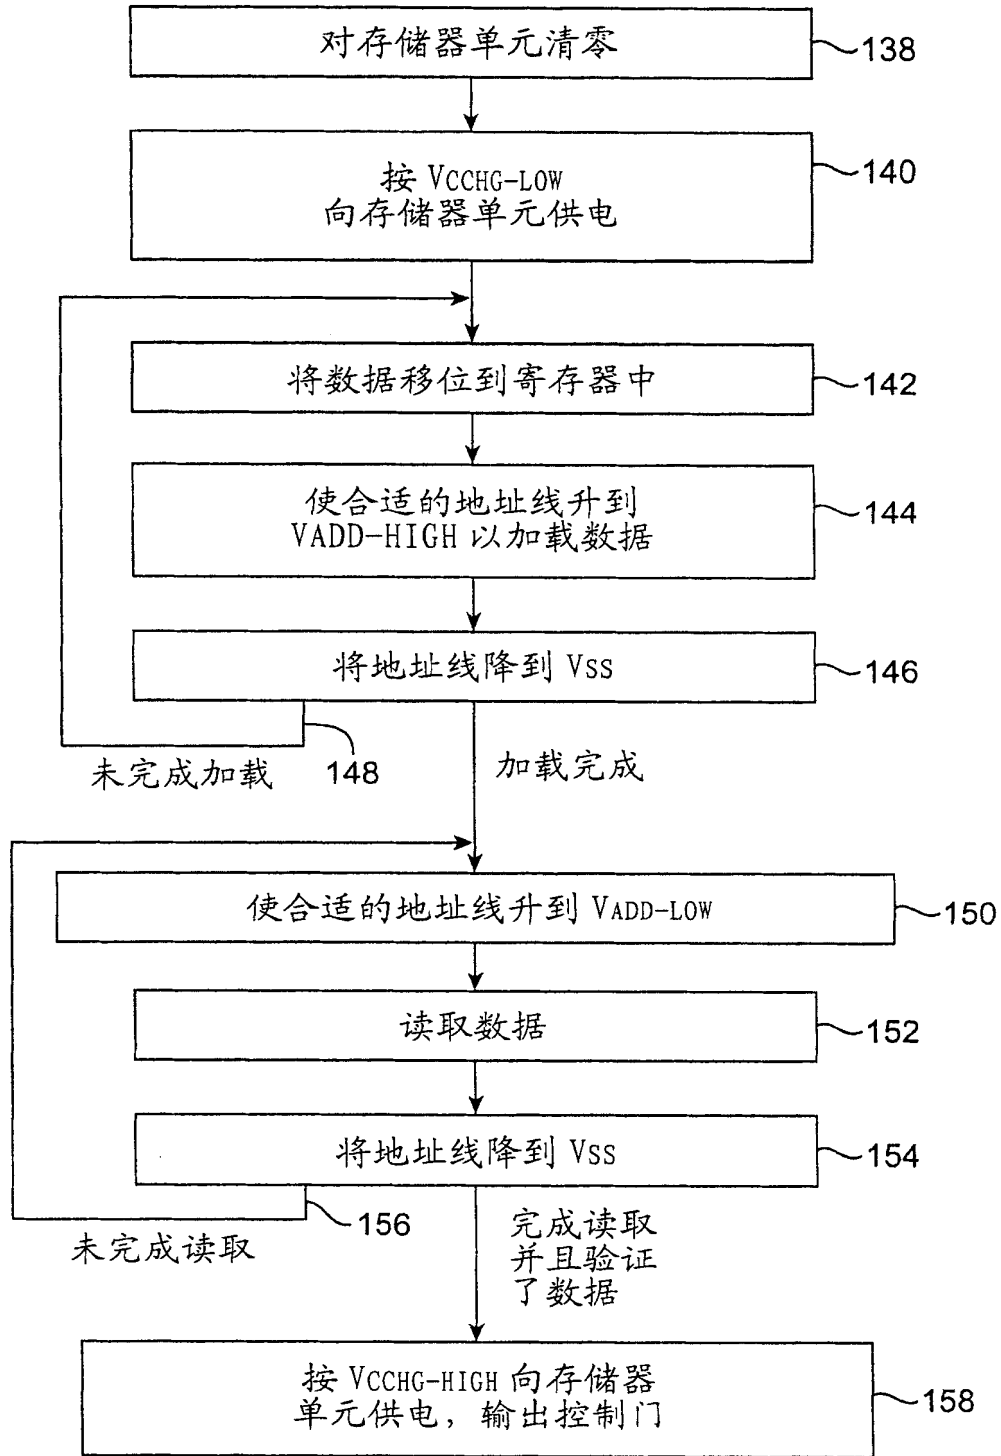 对存储器单元清零
138
按 VCCHG-LOW
向存储器单元供电
140
将数据移位到寄存器中
142
使合适的地址线升到
VADD-HIGH 以加载数据
144
将地址线降到 VSS
146
未完成加载
148
加载完成
使合适的地址线升到 VADD-LOW
150
读取数据
152
将地址线降到 VSS
154
未完成读取
156
完成读取
并且验证
了数据
按 VCCHG-HIGH 向存储器
单元供电，输出控制门
158